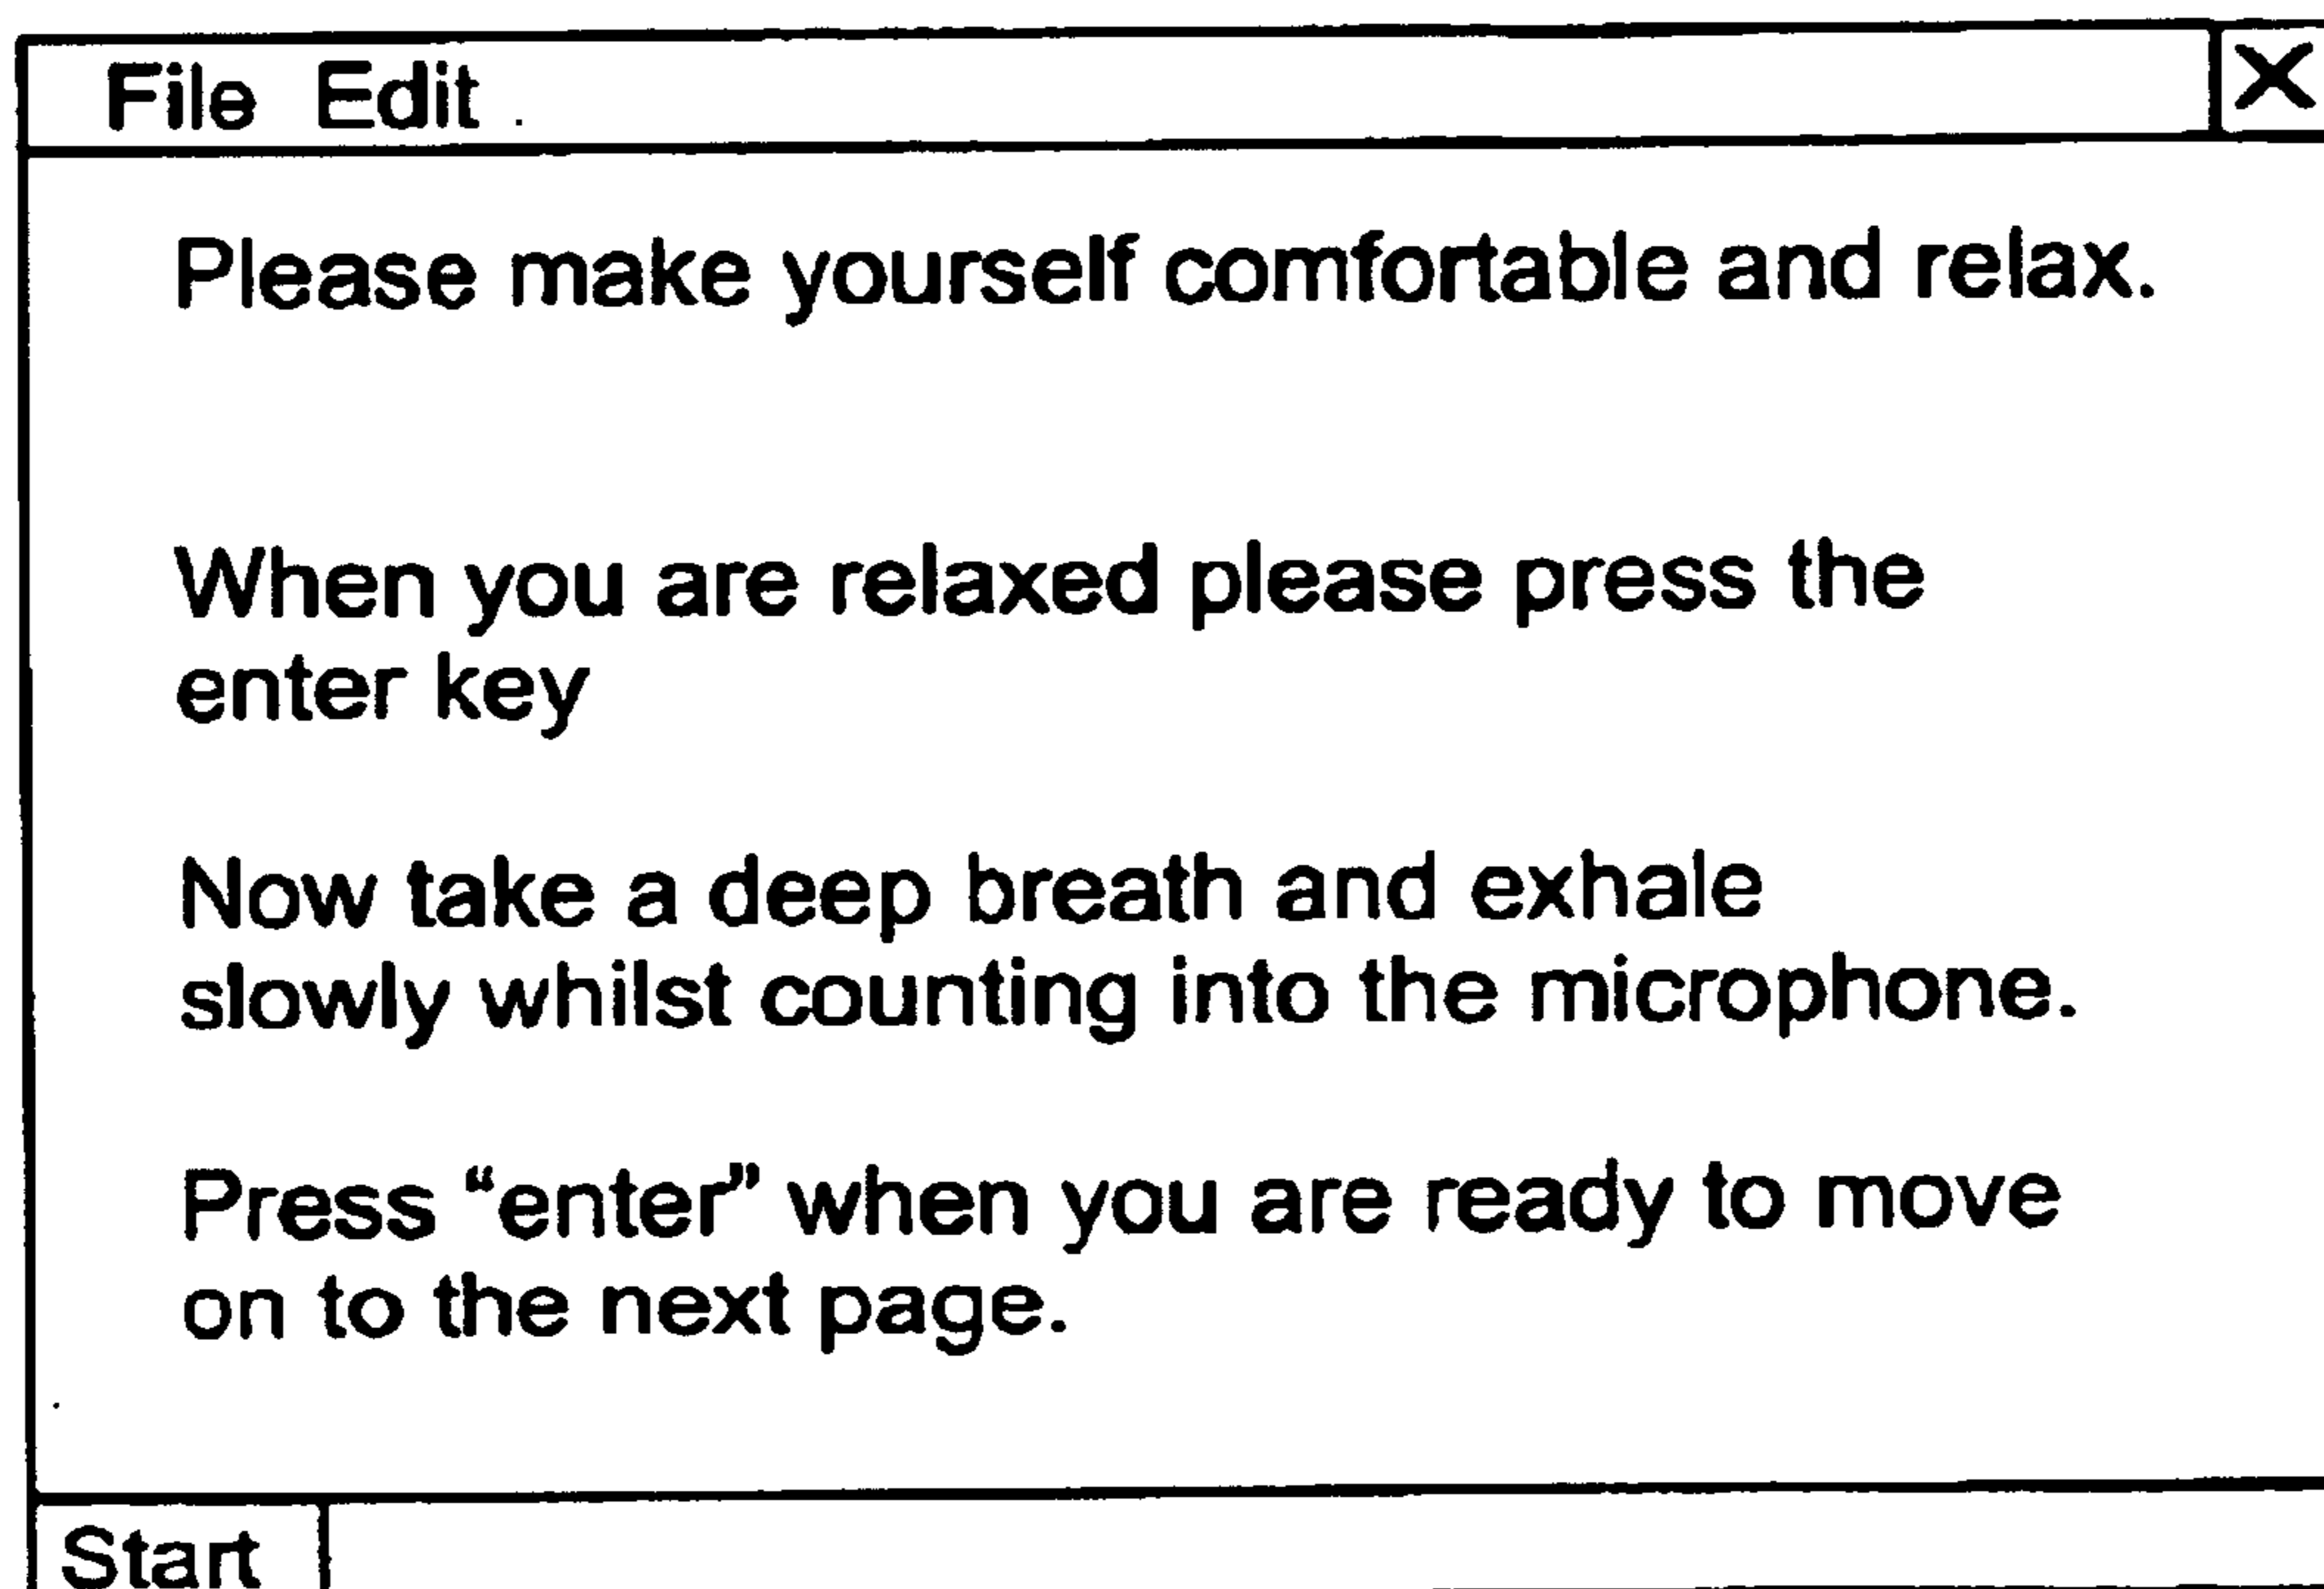 File Edit
X
Please make yourself comfortable and relax.
When you are relaxed please press the
enter key
Now take a deep breath and exhale
slowly whilst counting into the microphone.
Press “enter” when you are ready to move
on to the next page.
Start